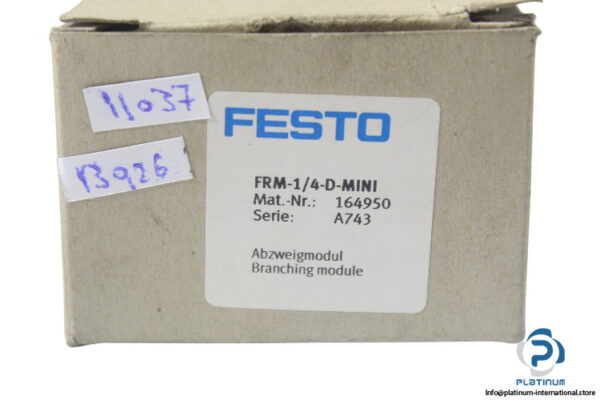 11037
13926
FESTO
FRM-1/4-D-MINI
Mat.-Nr.: 164950
Serie: A743
Abzweigmodul
Branching module
PLATINUM
Info@platinum-international.store